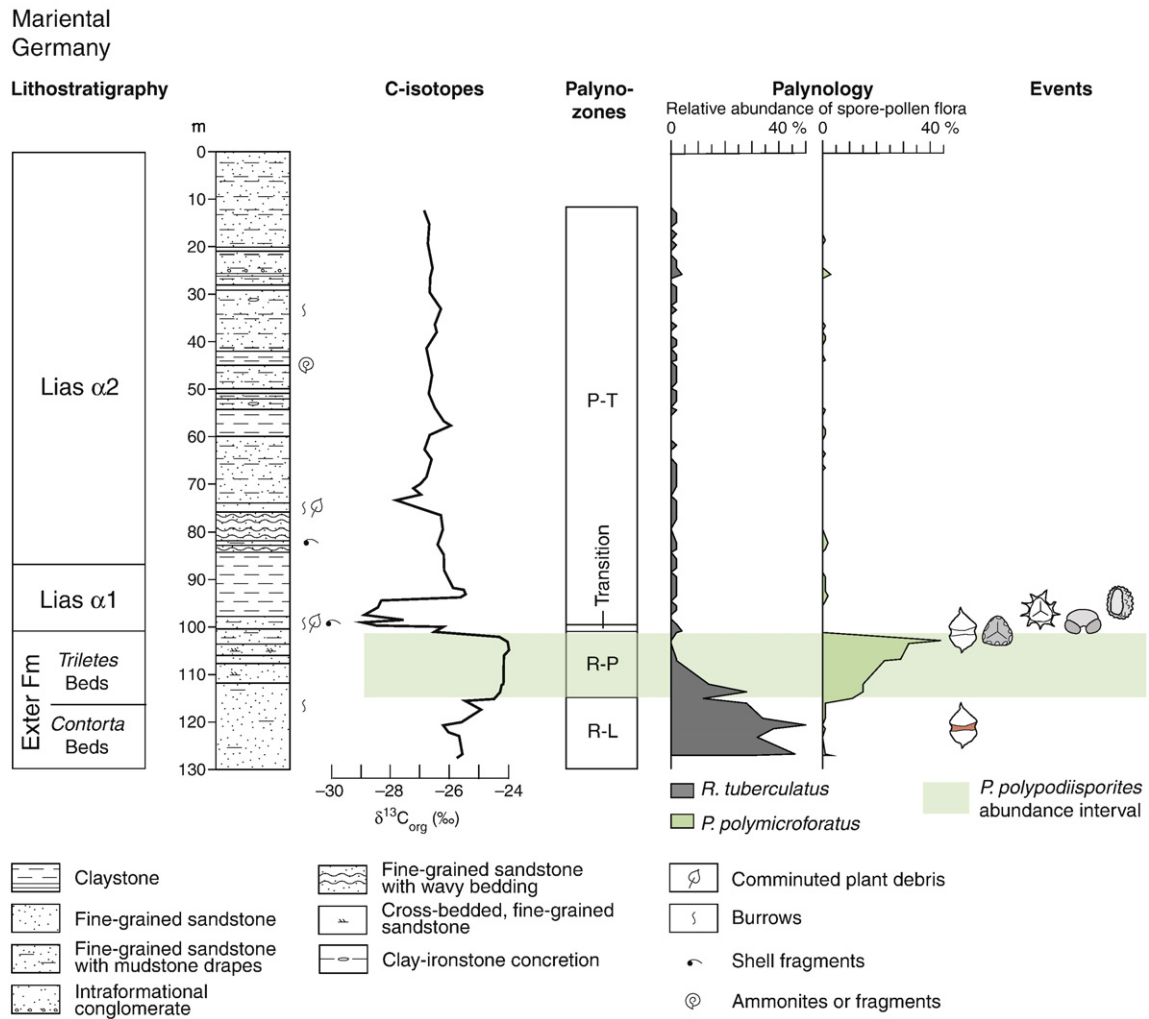 Mariental
Germany
Lithostratigraphy
C-isotopes
Palyno-
zones
Palynology
Relative abundance of spore-pollen flora
Events
0 40 % 0 40 %
m
0
10
20
30
40
50
60
70
80
90
100
110
120
130
Lias α2
Lias α1
Exter Fm
Triletes
Beds
Contorta
Beds
P-T
Transition
R-P
R-L
–30 –28 –26 –24
δ13Corg (‰)
R. tuberculatus
P. polymicroforatus
P. polypodiisporites
abundance interval
Claystone
Fine-grained sandstone
Fine-grained sandstone
with mudstone drapes
Intraformational
conglomerate
Fine-grained sandstone
with wavy bedding
Cross-bedded, fine-grained
sandstone
Clay-ironstone concretion
Comminuted plant debris
Burrows
Shell fragments
Ammonites or fragments